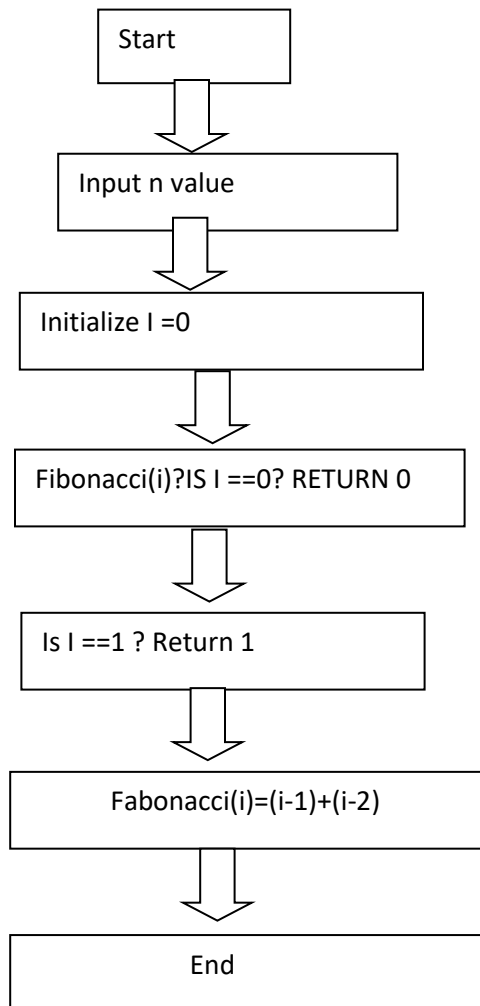 Start
Input n value
Initialize I =0
Fibonacci(i)?IS I ==0? RETURN 0
Is I ==1 ? Return 1
Fabonacci(i)=(i-1)+(i-2)
End